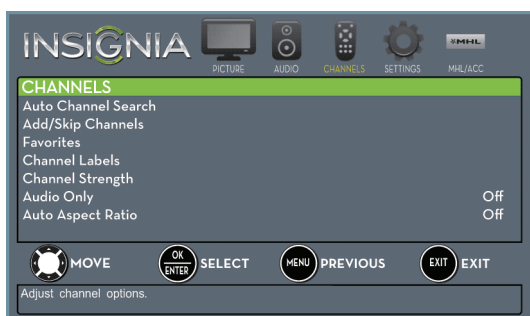 INSIGNIA
PICTURE AUDIO CHANNELS SETTINGS MHL MHL/ACC
CHANNELS
Auto Channel Search
Add/Skip Channels
Favorites
Channel Labels
Channel Strength
Audio Only Off
Auto Aspect Ratio Off
MOVE OK ENTER SELECT MENU PREVIOUS EXIT EXIT
Adjust channel options.